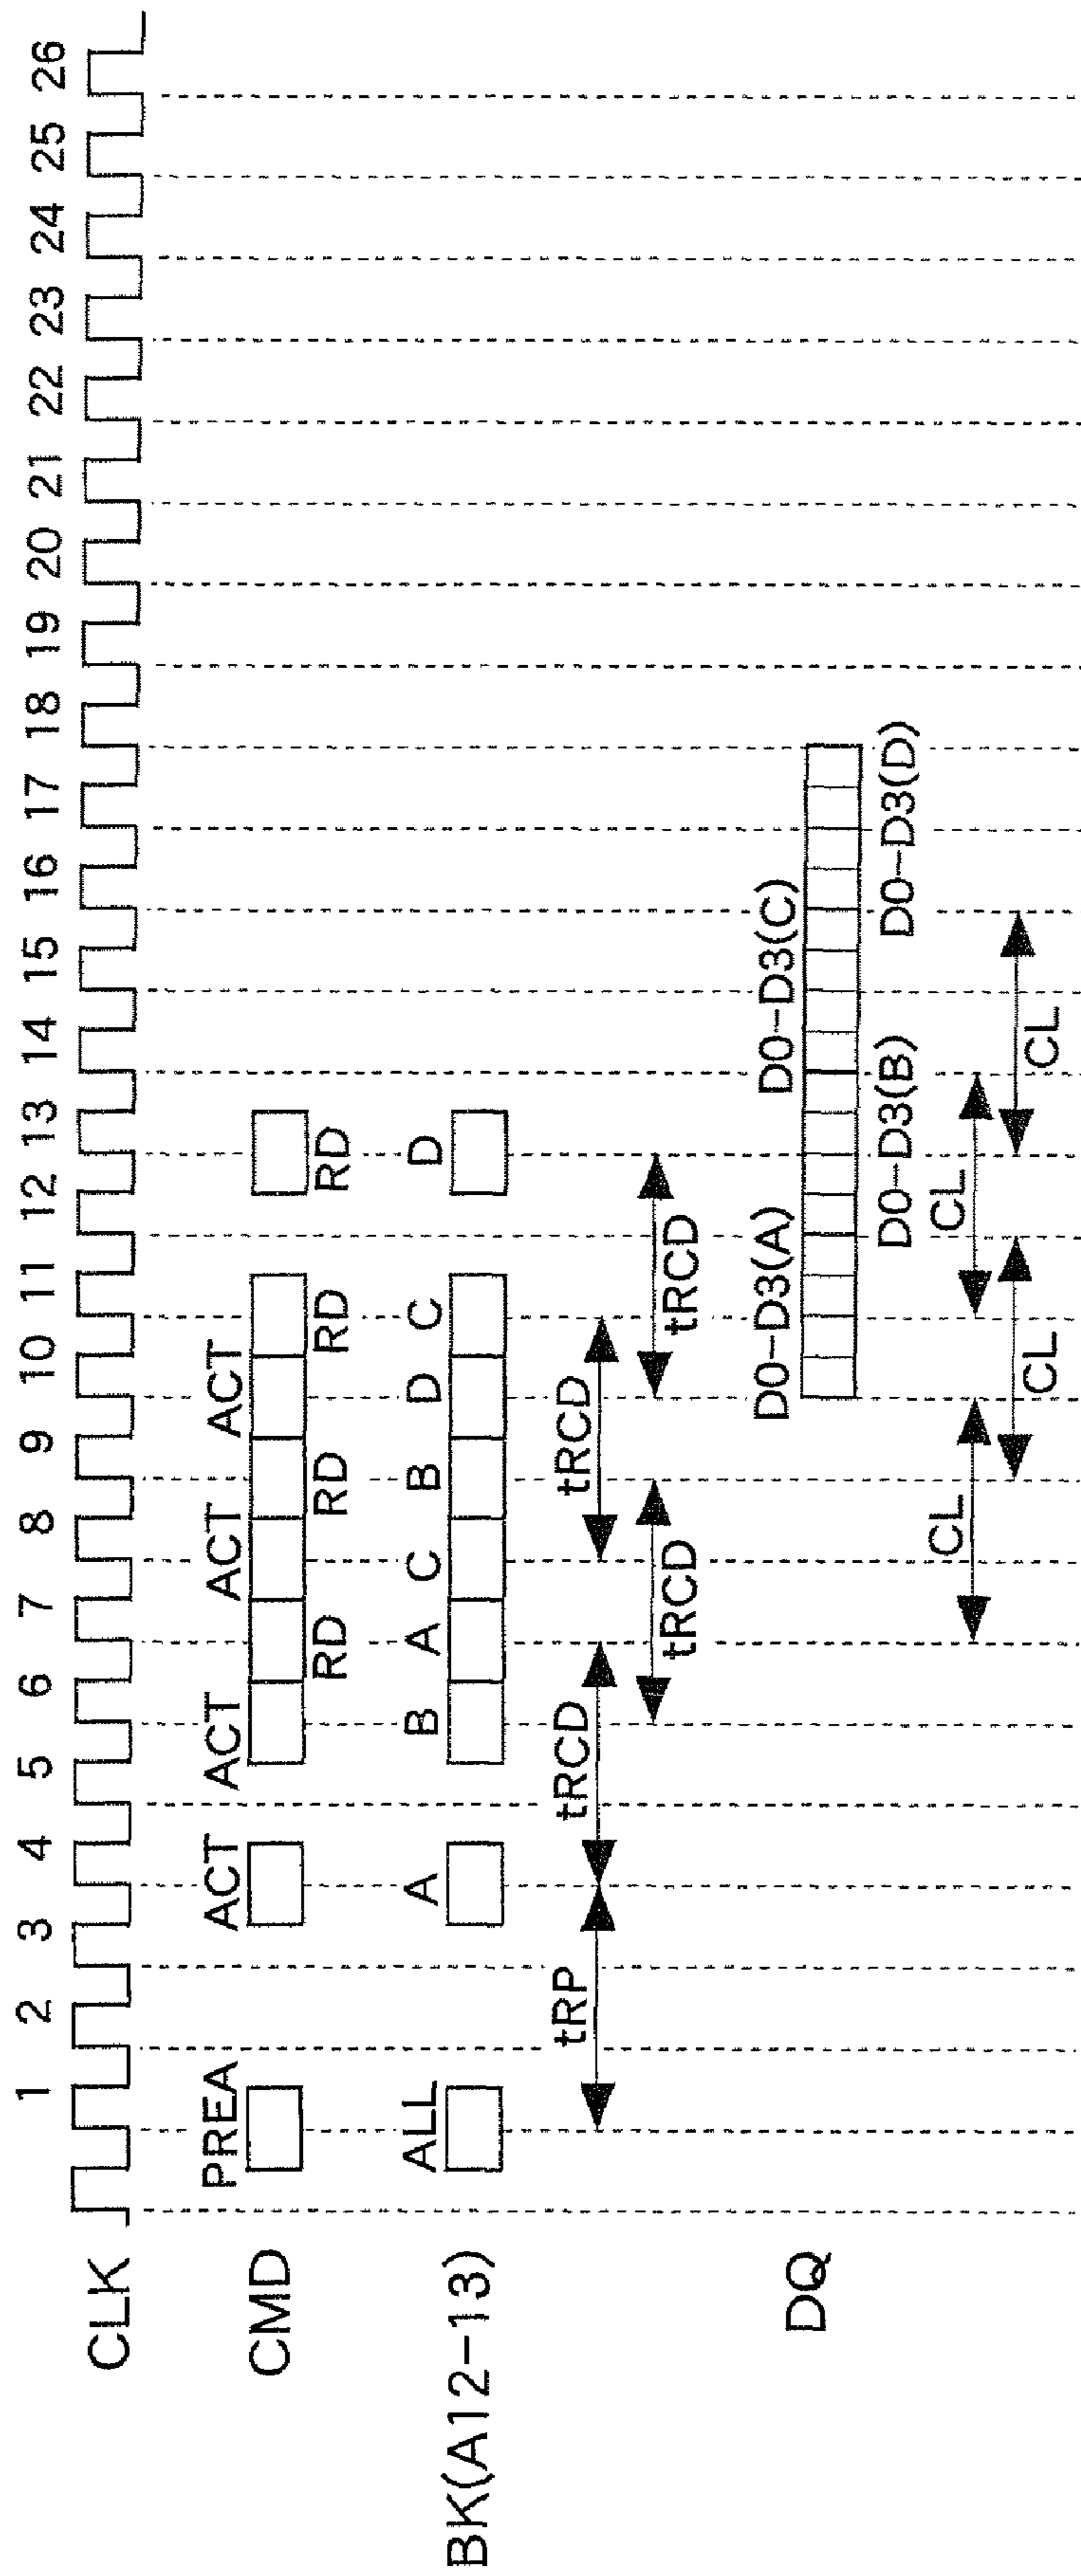 CLK 1 2 3 4 5 6 7 8 9 10 11 12 13 14 15 16 17 18 19 20 21 22 23 24 25 26
PREA ACT ACT ACT ACT
CMD
RD RD RD RD
ALL A B A C B D C D
BK(A12-13)
tRP tRCD tRCD
tRCD tRCD
D0-D3(A) D0-D3(C)
DQ
D0-D3(B) D0-D3(D)
CL CL
CL CL